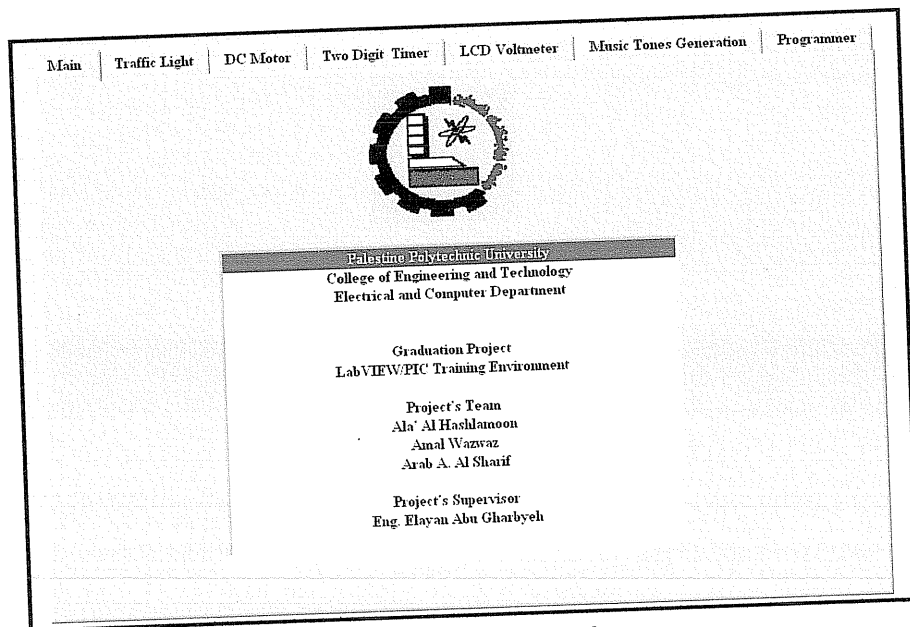 Main Traffic Light DC Motor Two Digit Timer LCD Voltmeter Music Tones Generation Programmer
Palestine Polytechnic University
College of Engineering and Technology
Electrical and Computer Department
Graduation Project
LabVIEW/PIC Training Environment
Project's Team
Ala' Al Hashlamoon
Amal Wazwaz
Arab A. Al Sharif
Project's Supervisor
Eng. Elayan Abu Gharbyeh